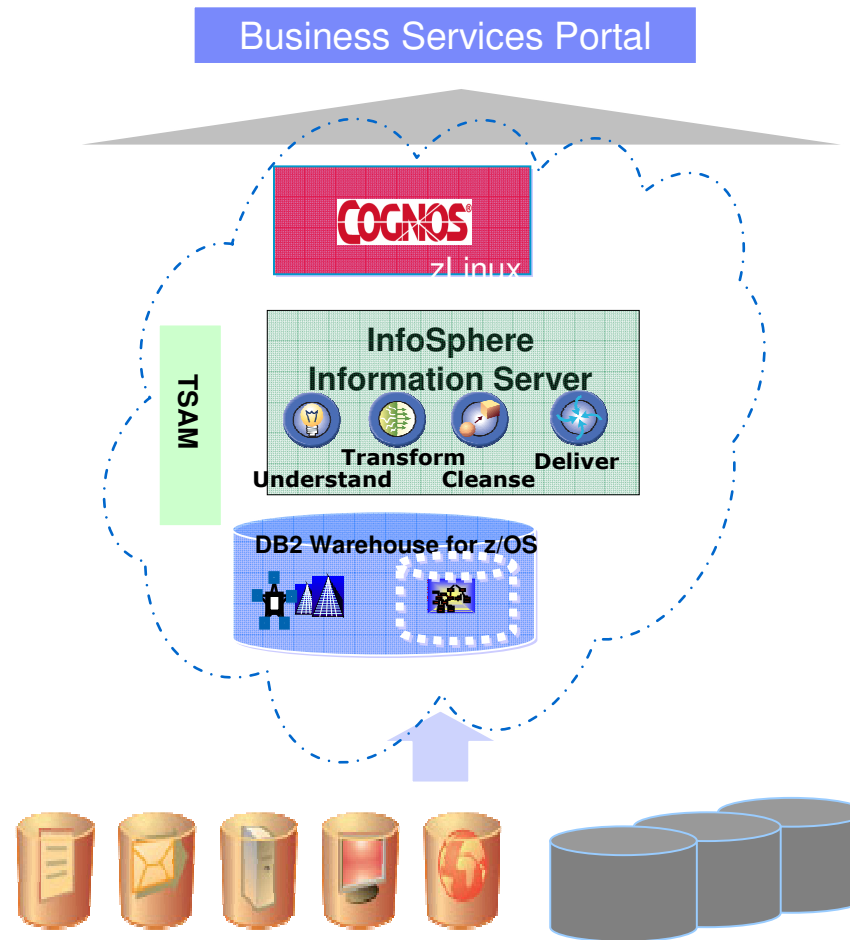 Business Services Portal
COGNOS®
zLinux
InfoSphere
Information Server
TSAM
Transform
Deliver
Understand
Cleanse
DB2 Warehouse for z/OS